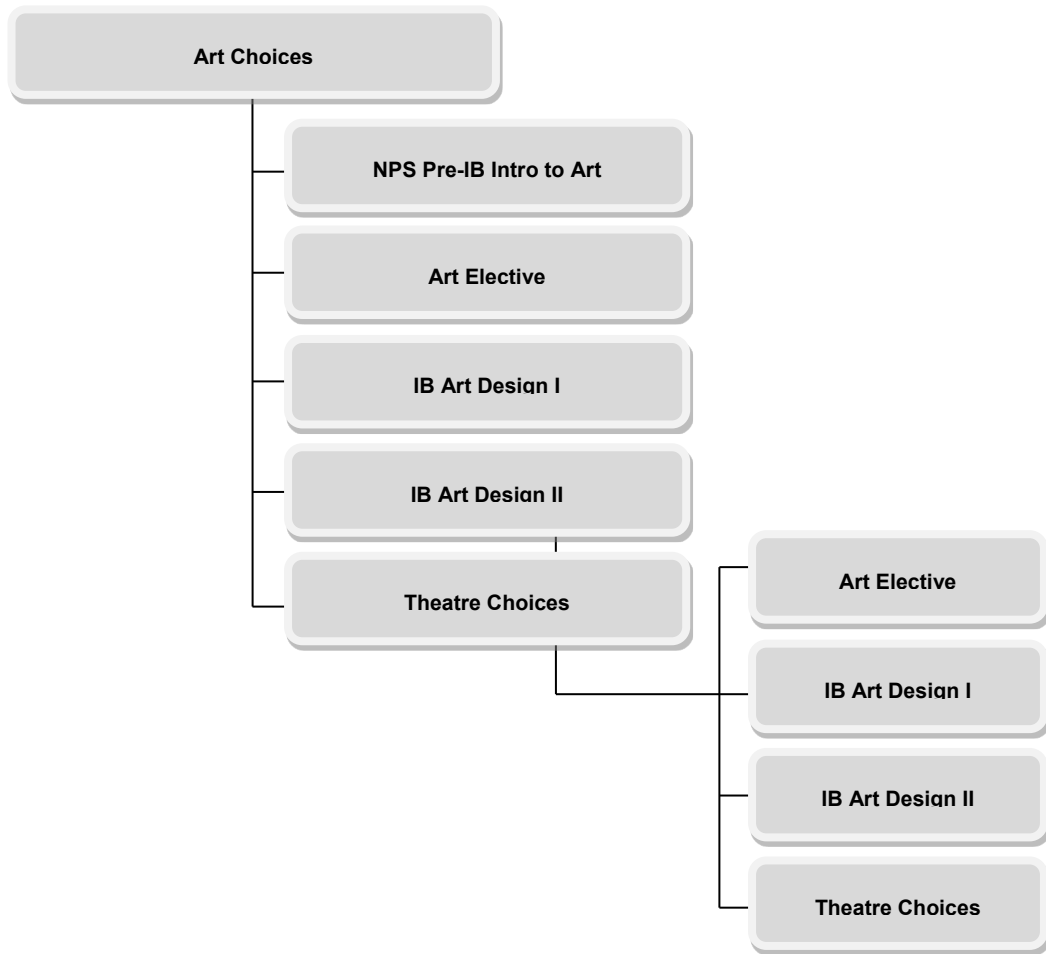 Art Choices
NPS Pre-IB Intro to Art
Art Elective
IB Art Design I
IB Art Design II
Theatre Choices
Art Elective
IB Art Design I
IB Art Design II
Theatre Choices